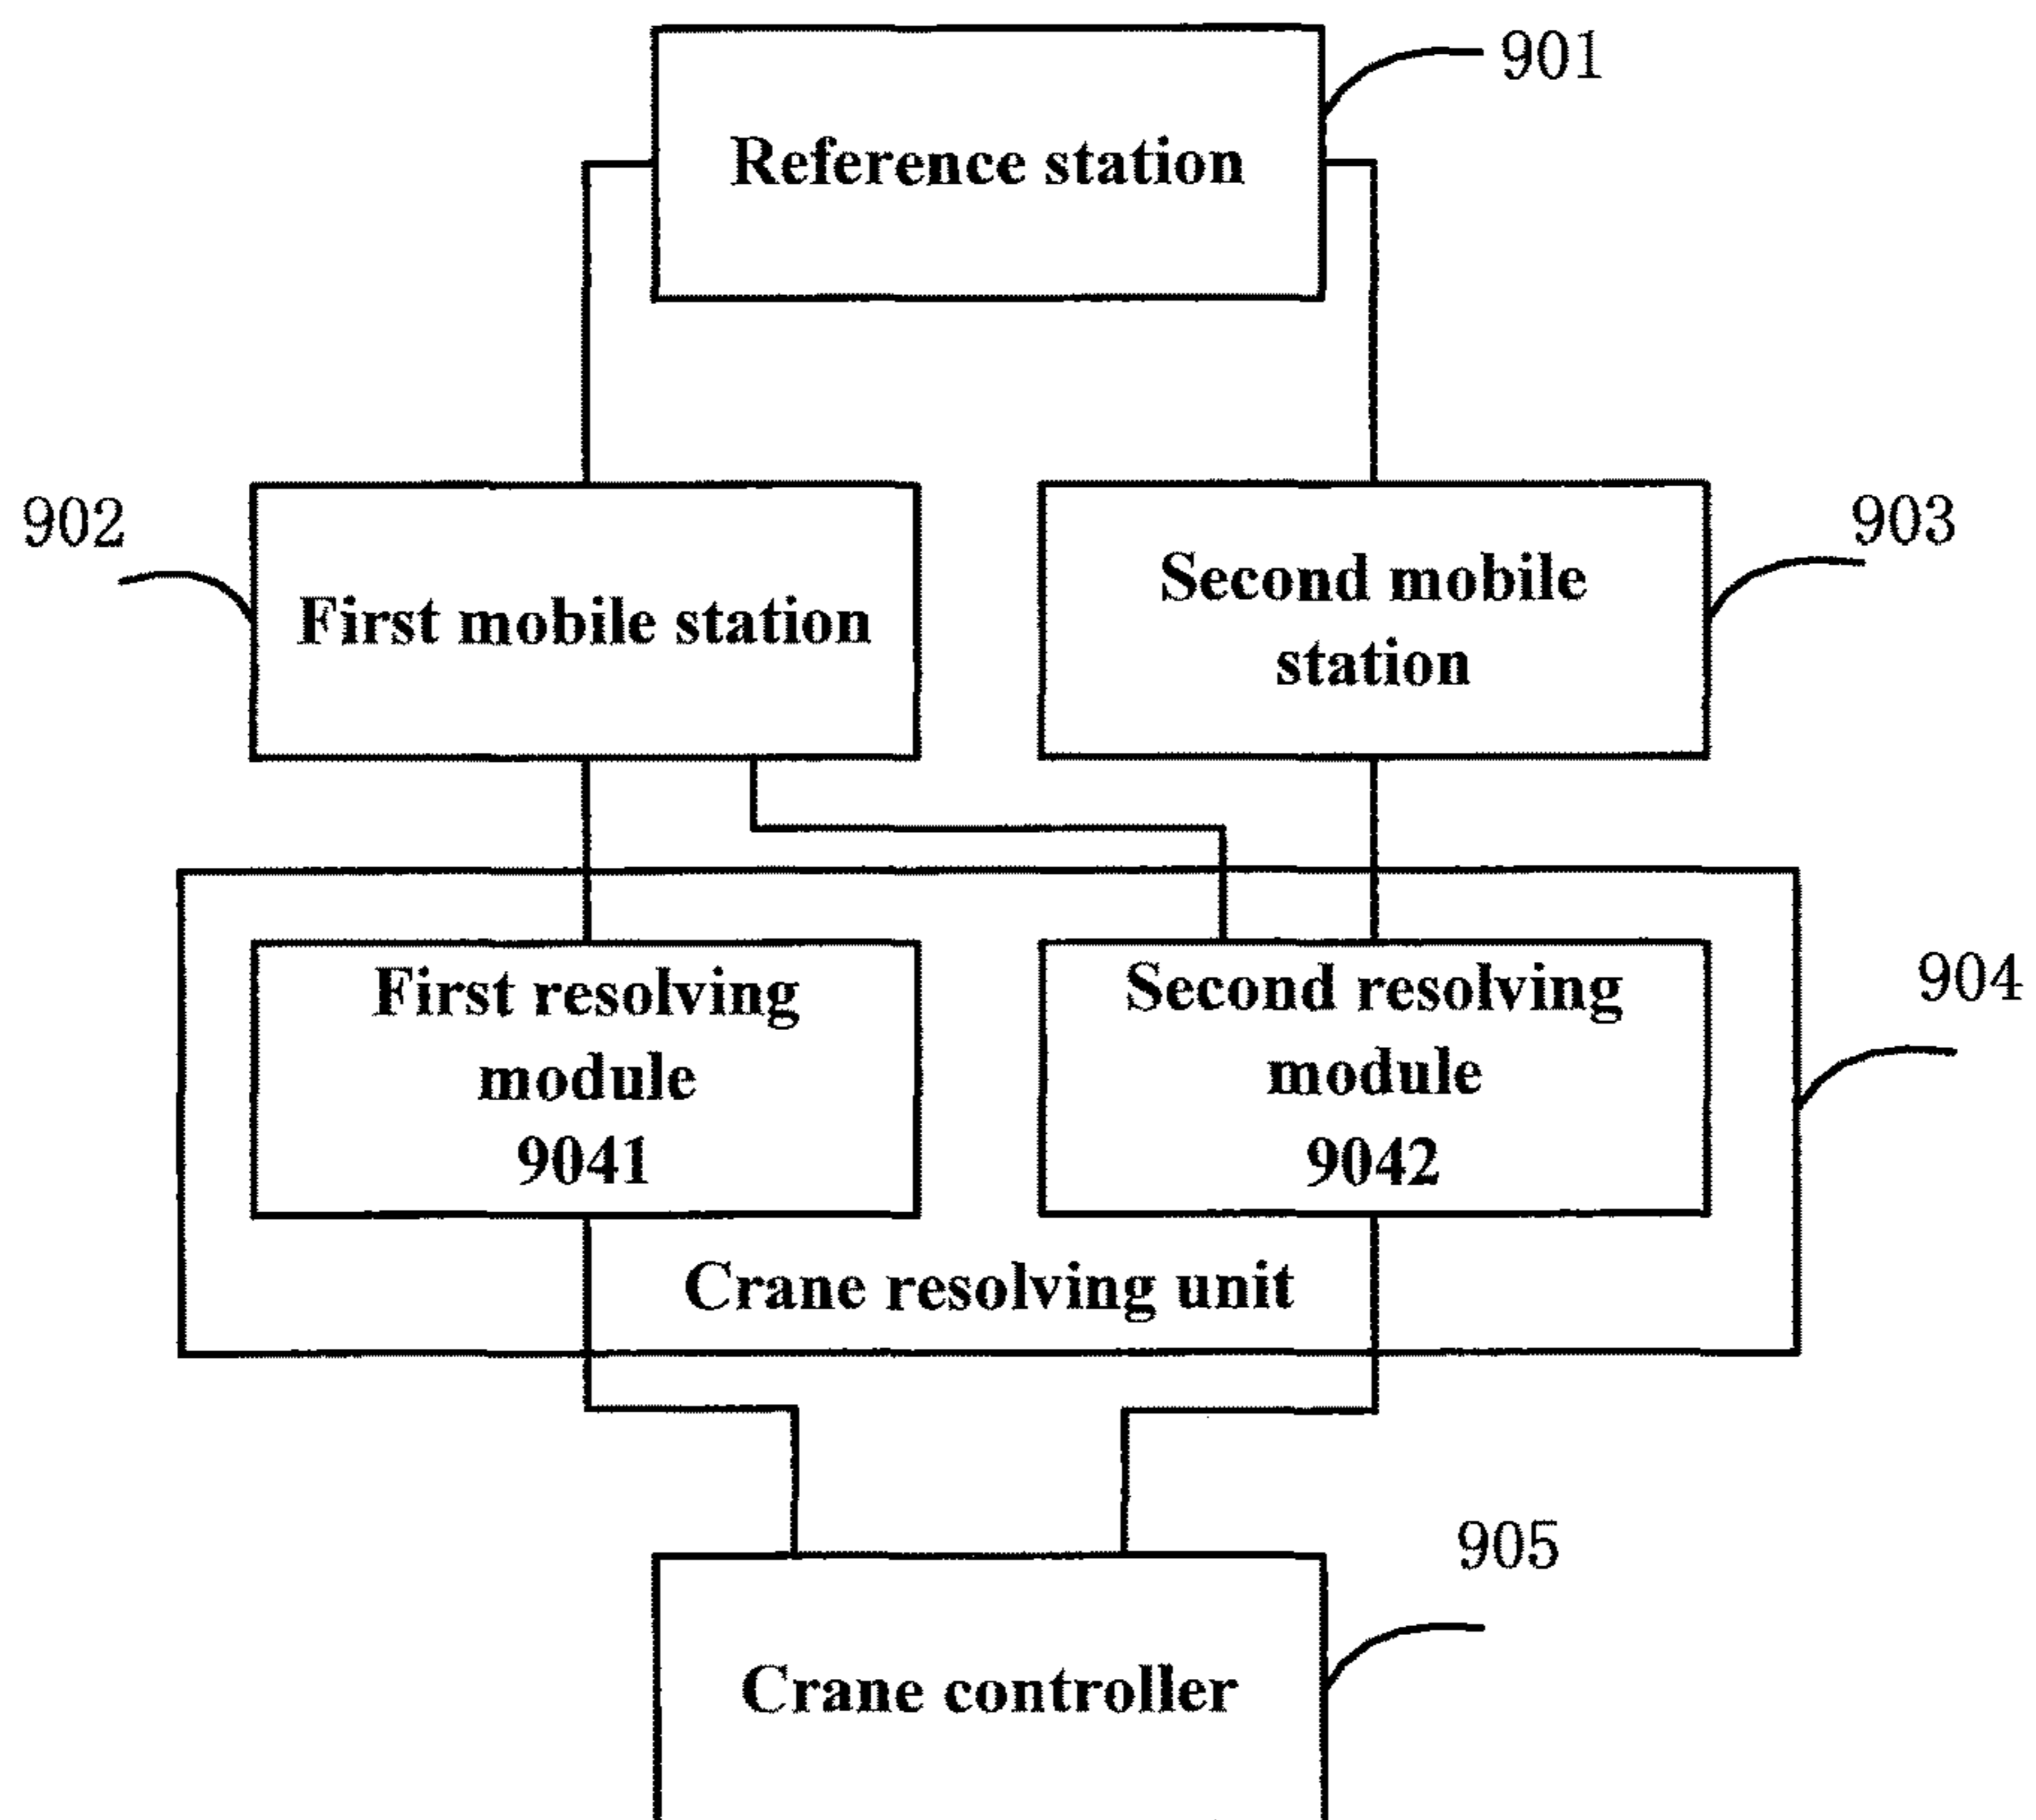 901
Reference station
902
First mobile station
903
Second mobile
station
904
First resolving
module
9041
Second resolving
module
9042
Crane resolving unit
905
Crane controller